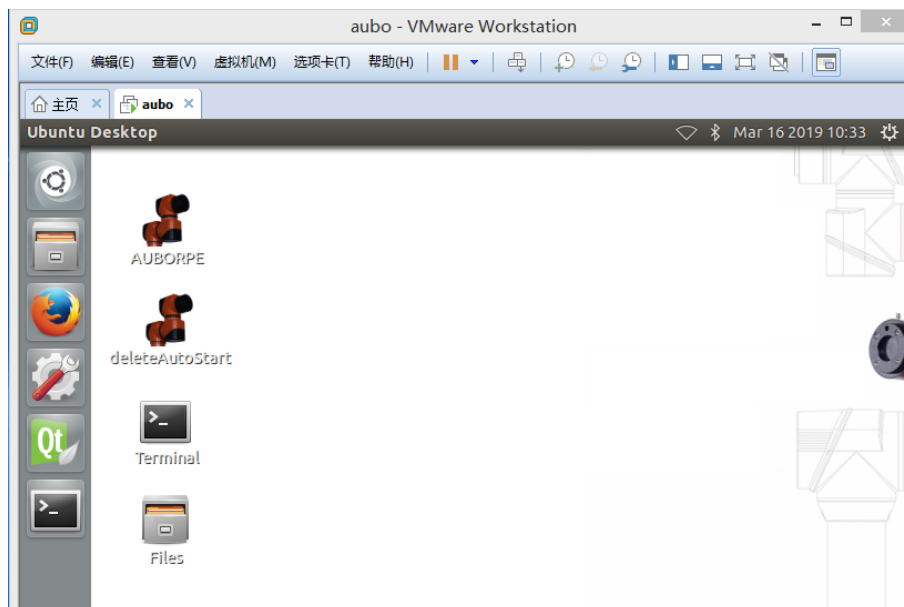 aubo - VMware Workstation
文件(F) 编辑(E) 查看(V) 虚拟机(M) 选项卡(T) 帮助(H)
主页 aubo
Ubuntu Desktop Mar 16 2019 10:33
AUBORPE
deleteAutoStart
Qt
Terminal
Files